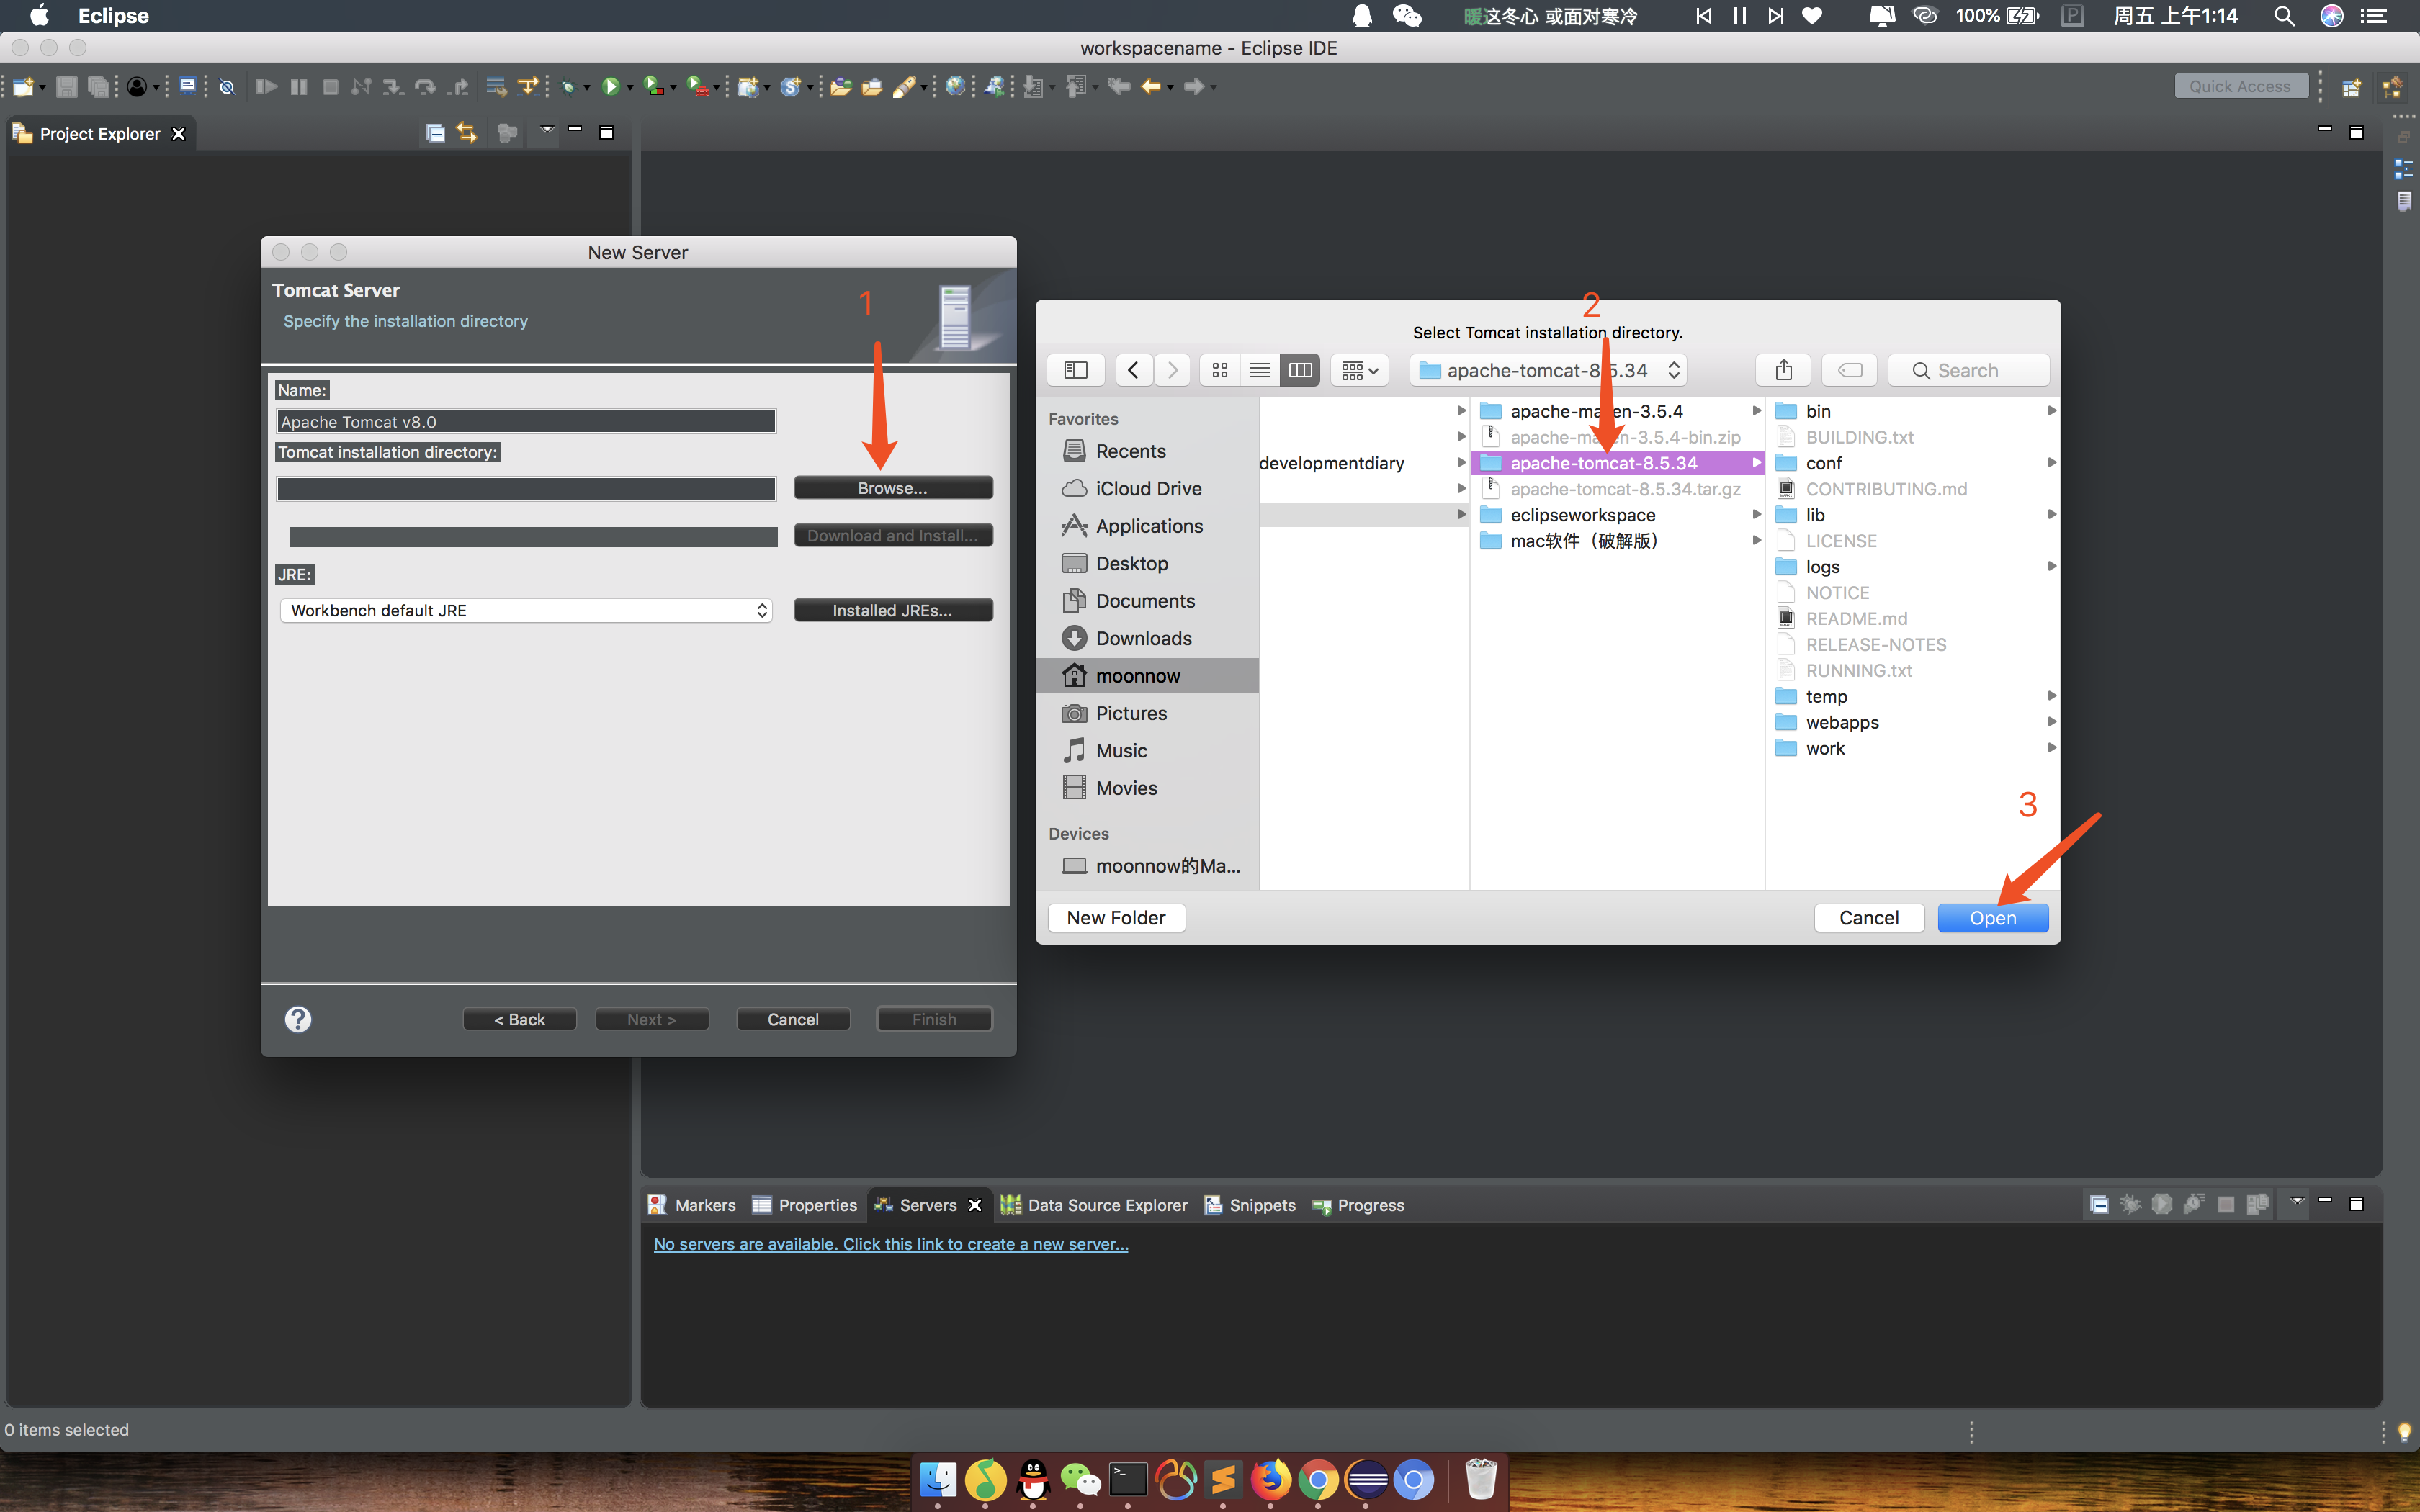 Eclipse
暖这冬心 或面对寒冷
100%
周五 上午1:14
workspacename - Eclipse IDE
Quick Access
Project Explorer
New Server
Tomcat Server
Specify the installation directory
1
Name:
Apache Tomcat v8.0
Tomcat installation directory:
Browse...
Download and Install...
JRE:
Workbench default JRE
Installed JREs...
< Back
Next >
Cancel
Finish
2
Select Tomcat installation directory.
apache-tomcat-8.5.34
Search
Favorites
Recents
iCloud Drive
Applications
Desktop
Documents
Downloads
moonnow
Pictures
Music
Movies
Devices
moonnow的Ma...
developmentdiary
apache-maven-3.5.4
apache-maven-3.5.4-bin.zip
apache-tomcat-8.5.34
apache-tomcat-8.5.34.tar.gz
eclipseworkspace
mac软件（破解版）
bin
BUILDING.txt
conf
CONTRIBUTING.md
lib
LICENSE
logs
NOTICE
README.md
RELEASE-NOTES
RUNNING.txt
temp
webapps
work
3
New Folder
Cancel
Open
Markers
Properties
Servers
Data Source Explorer
Snippets
Progress
No servers are available. Click this link to create a new server...
0 items selected